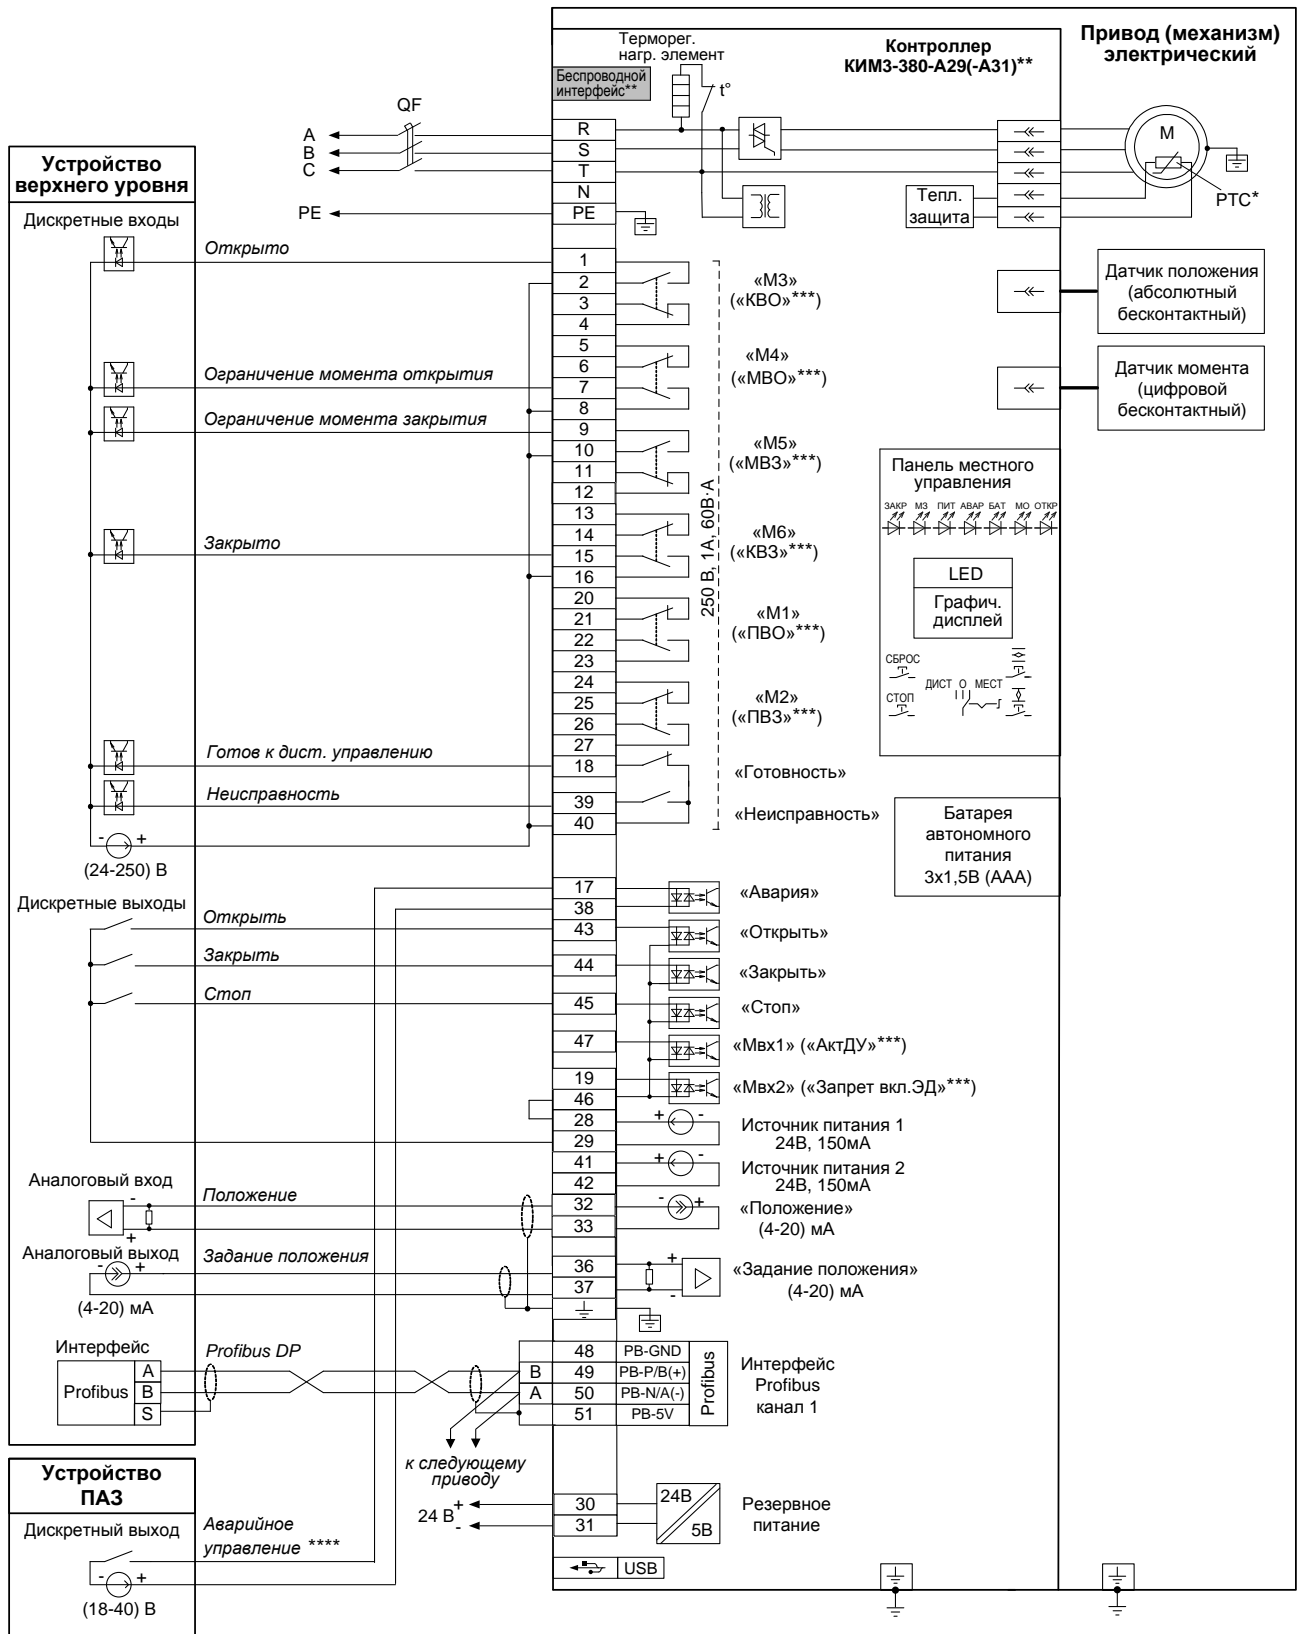 Привод (механизм)
электрический
Контроллер
КИМ3-380-А29(-А31)**
Терморег.
нагр. элемент
t°
Беспроводной
интерфейс**
QF
A
B
C
PE
R
S
T
N
PE
M
PTC*
Тепл.
защита
Устройство
верхнего уровня
Дискретные входы
Открыто
1
2
3
4
«М3»
(«КВО»***)
Датчик положения
(абсолютный
бесконтактный)
5
6
7
8
«М4»
(«МВО»***)
Ограничение момента открытия
Датчик момента
(цифровой
бесконтактный)
Ограничение момента закрытия
9
10
11
12
«М5»
(«МВЗ»***)
Панель местного
управления
ЗАКР МЗ ПИТ АВАР БАТ МО ОТКР
LED
Графич.
дисплей
СБРОС
СТОП
ДИСТ О МЕСТ
250 В, 1А, 60В·А
Закрыто
13
14
15
16
«М6»
(«КВЗ»***)
20
21
22
23
«М1»
(«ПВО»***)
24
25
26
27
«М2»
(«ПВЗ»***)
Готов к дист. управлению
18
«Готовность»
Неисправность
39
40
«Неисправность»
- +
(24-250) В
Батарея
автономного
питания
3х1,5В (ААА)
Дискретные выходы
17
38
«Авария»
Открыть
43
«Открыть»
Закрыть
44
«Закрыть»
Стоп
45
«Стоп»
47
«Мвх1» («АктДУ»***)
19
46
«Мвх2» («Запрет вкл.ЭД»***)
28
29
+ -
Источник питания 1
24В, 150мА
41
42
+ -
Источник питания 2
24В, 150мА
Аналоговый вход
-
+
Положение
32
33
- +
«Положение»
(4-20) мА
Аналоговый выход
- +
(4-20) мА
Задание положения
36
37
+
-
«Задание положения»
(4-20) мА
Интерфейс
Profibus
A
B
S
Profibus DP
B
A
48
49
50
51
PB-GND
PB-P/B(+)
PB-N/A(-)
PB-5V
Profibus
Интерфейс
Profibus
канал 1
к следующему
приводу
24 В
+
-
30
31
24В
5В
Резервное
питание
USB
Устройство
ПАЗ
Дискретный выход
Аварийное
управление ****
- +
(18-40) В